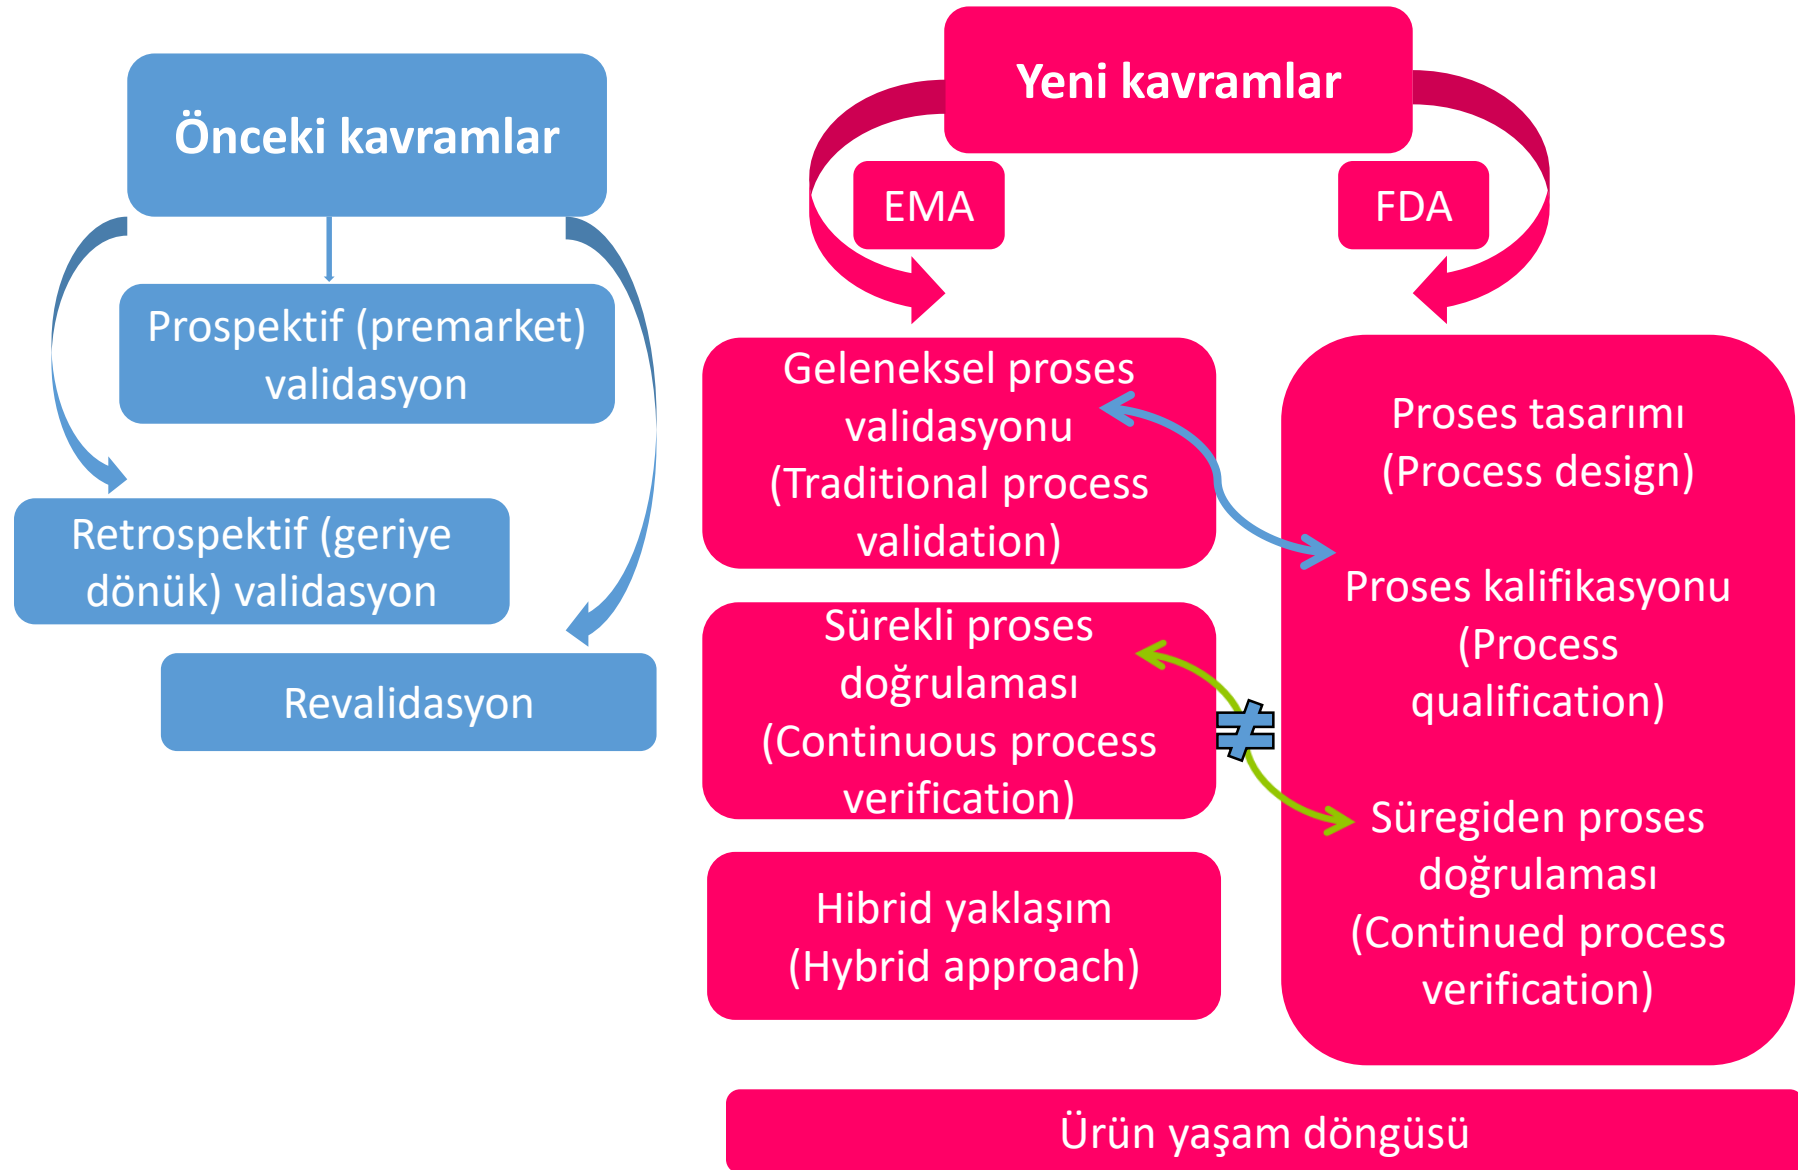 Önceki kavramlar
Prospektif (premarket)
validasyon
Retrospektif (geriye
dönük) validasyon
Revalidasyon
Yeni kavramlar
EMA
FDA
Geleneksel proses
validasyonu
(Traditional process
validation)
Sürekli proses
doğrulaması
(Continuous process
verification)
Hibrid yaklaşım
(Hybrid approach)
Proses tasarımı
(Process design)
Proses kalifikasyonu
(Process
qualification)
Süregiden proses
doğrulaması
(Continued process
verification)
Ürün yaşam döngüsü